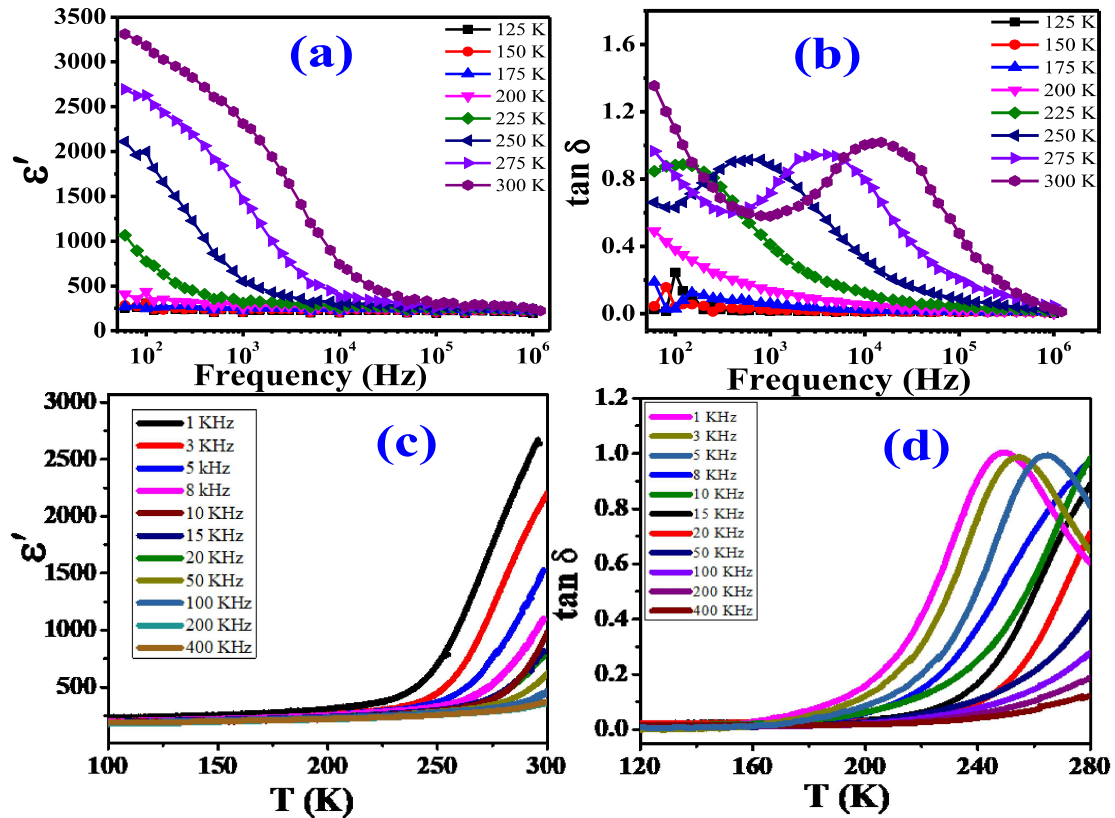 (a)
3500
3000
2500
2000
1500
1000
500
0
ε′
10² 10³ 10⁴ 10⁵ 10⁶
Frequency (Hz)
125 K
150 K
175 K
200 K
225 K
250 K
275 K
300 K
(b)
1.6
1.2
0.8
0.4
0.0
tan δ
10² 10³ 10⁴ 10⁵ 10⁶
Frequency (Hz)
125 K
150 K
175 K
200 K
225 K
250 K
275 K
300 K
(c)
3000
2500
2000
1500
1000
500
ε′
100 150 200 250 300
T (K)
1 KHz
3 KHz
5 kHz
8 kHz
10 KHz
15 KHz
20 KHz
50 KHz
100 KHz
200 KHz
400 KHz
(d)
1.2
1.0
0.8
0.6
0.4
0.2
0.0
tan δ
120 160 200 240 280
T (K)
1 KHz
3 KHz
5 KHz
8 KHz
10 KHz
15 KHz
20 KHz
50 KHz
100 KHz
200 KHz
400 KHz